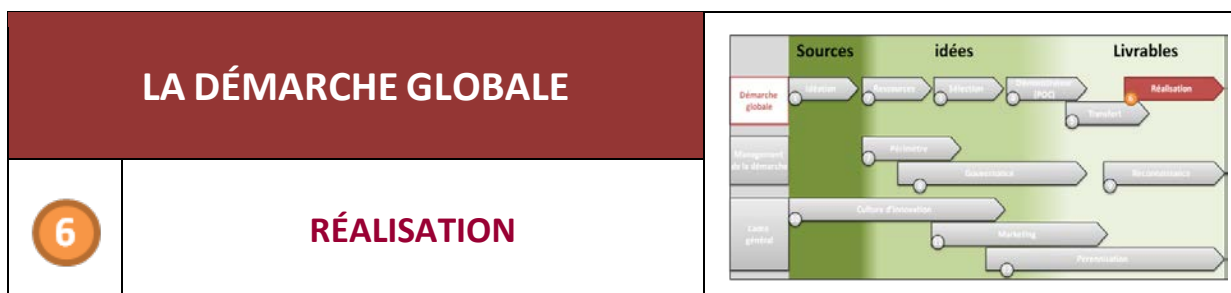 LA DÉMARCHE GLOBALE
6
RÉALISATION
Sources idées Livrables
Démarche
globale
Idéation
Ressources
Sélection
(POC)
Transfert
6
Réalisation
Management
de la démarche
Périmètre
Gouvernance
Reconnaissance
Cadre
général
Culture d'innovation
Marketing
Pérennisation